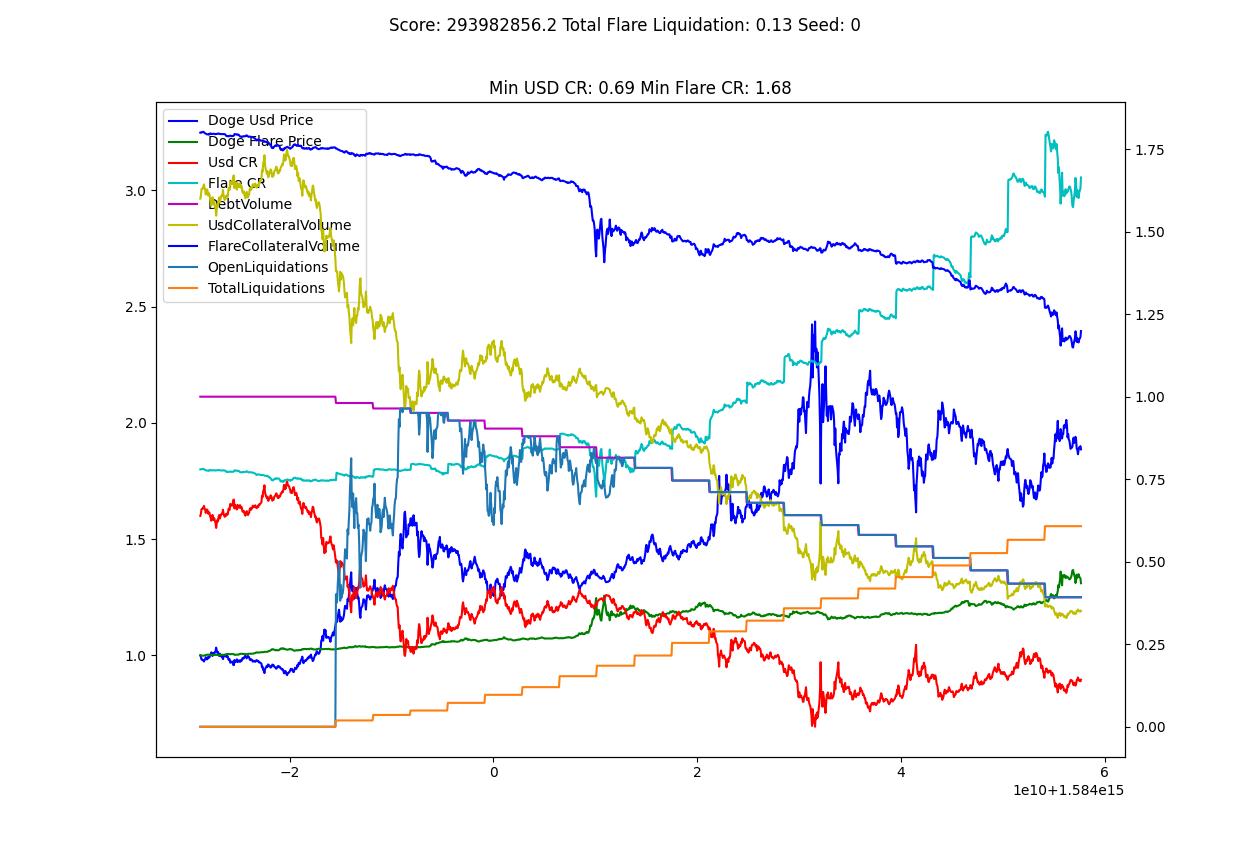 Score: 293982856.2 Total Flare Liquidation: 0.13 Seed: 0
Min USD CR: 0.69 Min Flare CR: 1.68
Doge Usd Price
Doge Flare Price
Usd CR
Flare CR
DebtVolume
UsdCollateralVolume
FlareCollateralVolume
OpenLiquidations
TotalLiquidations
3.0
2.5
2.0
1.5
1.0
1.75
1.50
1.25
1.00
0.75
0.50
0.25
0.00
−2
0
2
4
6
1e10+1.584e15